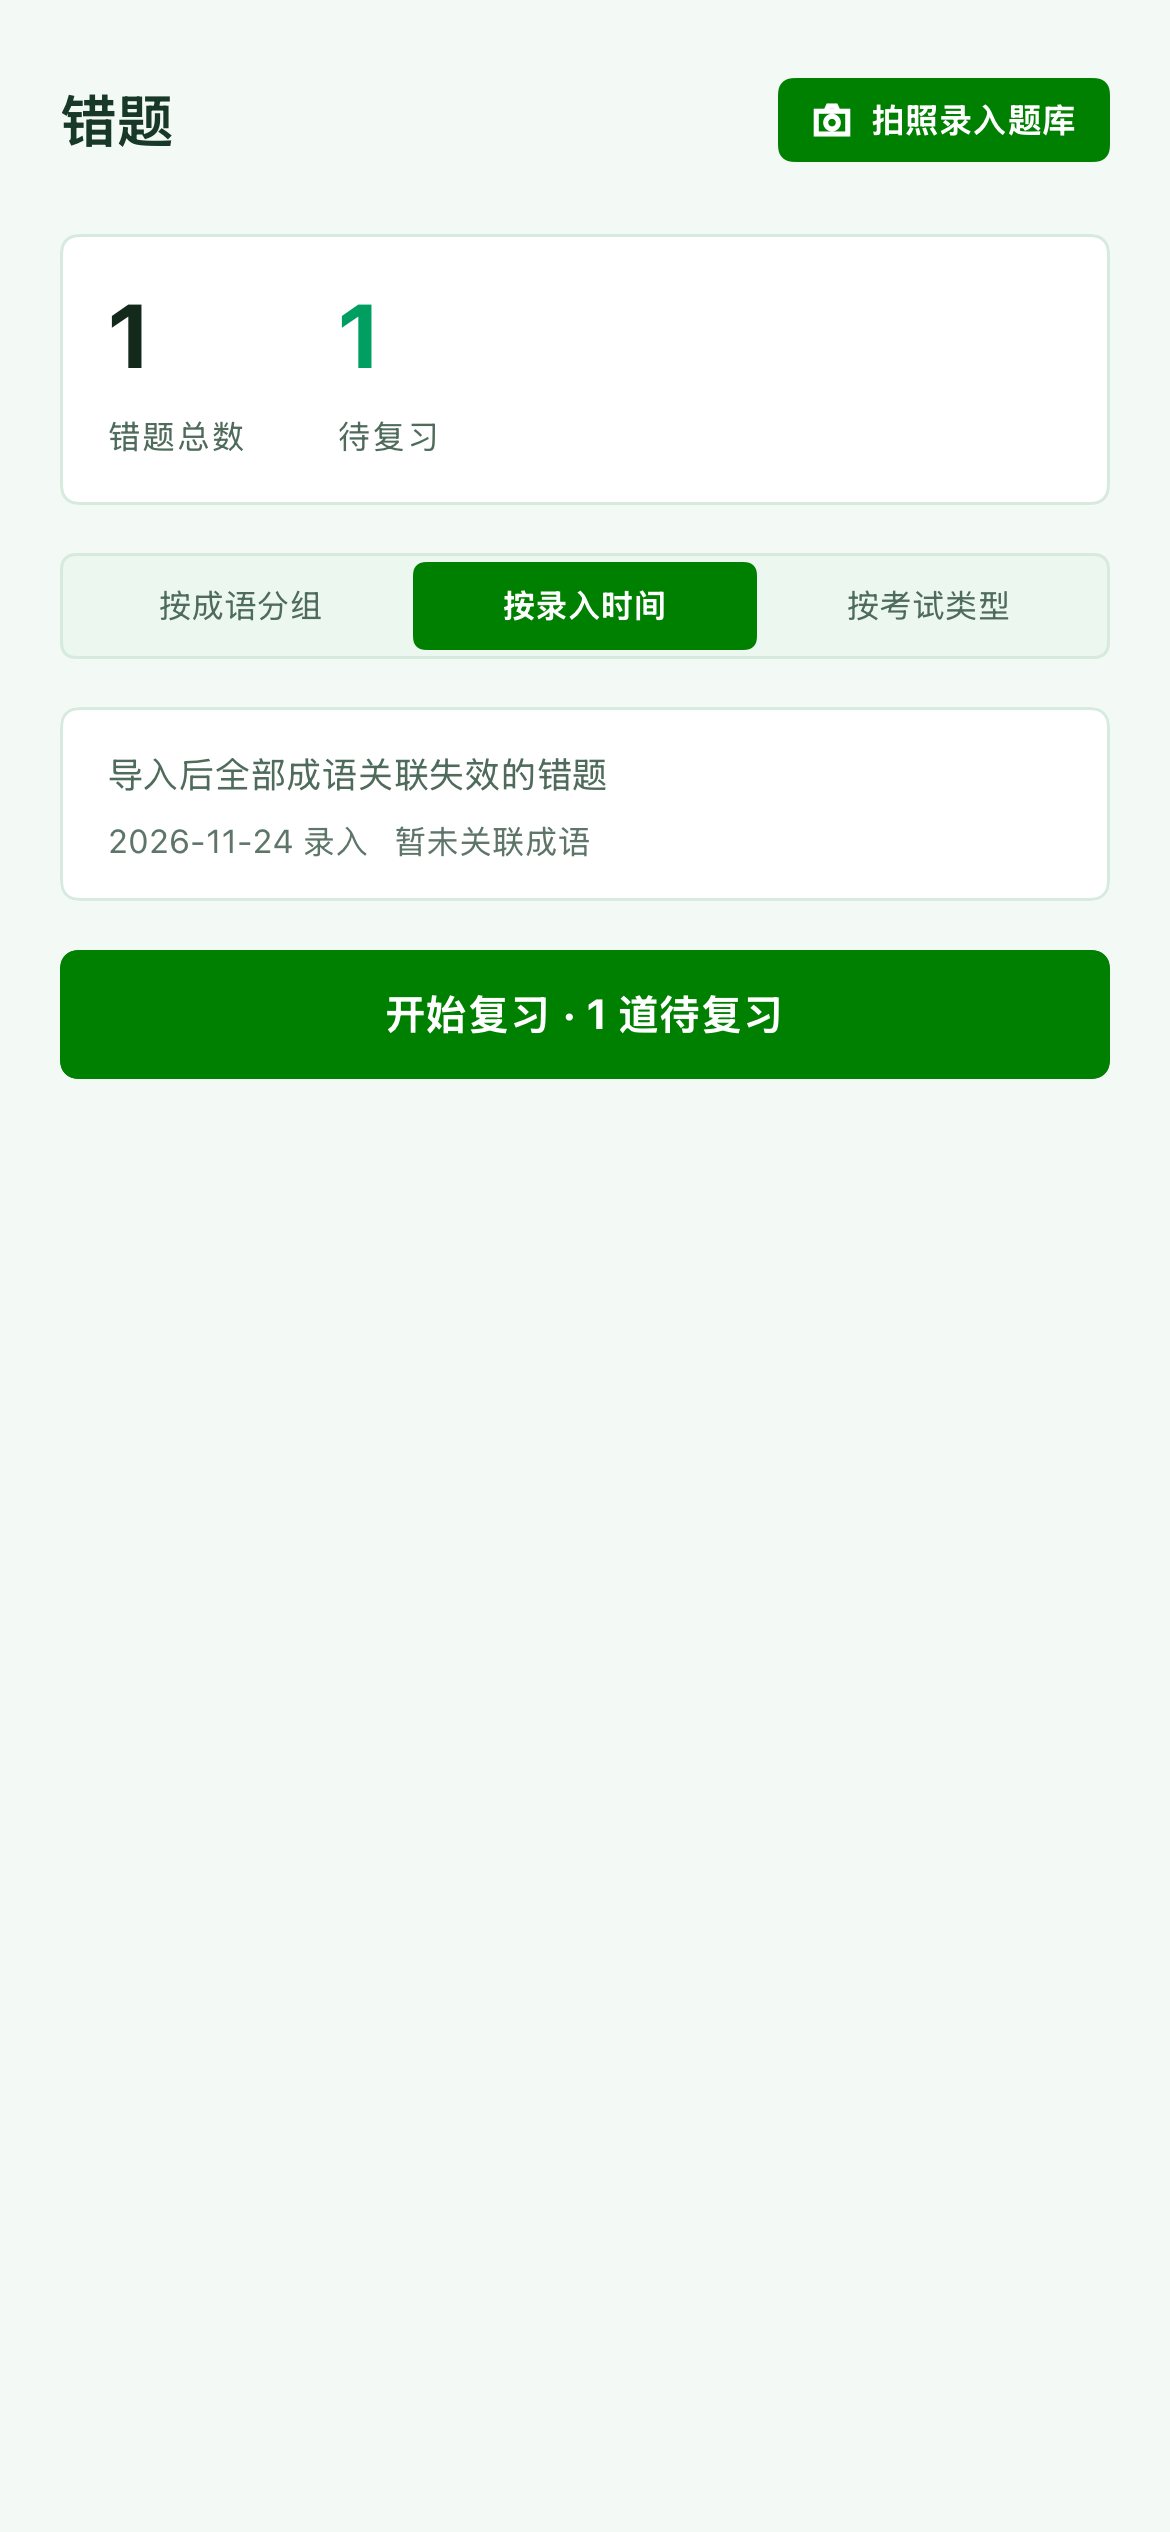 错题
拍照录入题库
1
1
错题总数
待复习
按成语分组
按录入时间
按考试类型
导入后全部成语关联失效的错题
2026-11-24 录入 暂未关联成语
开始复习 · 1 道待复习